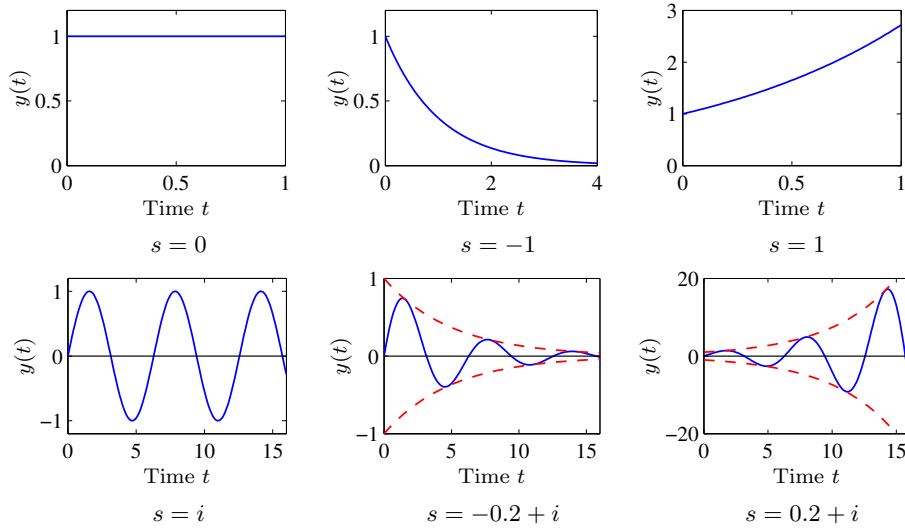 1
0.5
0
y(t)
0 0.5 1
Time t
s = 0
1
0.5
0
y(t)
0 2 4
Time t
s = −1
3
2
1
0
y(t)
0 0.5 1
Time t
s = 1
1
0
−1
y(t)
0 5 10 15
Time t
s = i
1
0
−1
y(t)
0 5 10 15
Time t
s = −0.2 + i
20
0
−20
y(t)
0 5 10 15
Time t
s = 0.2 + i